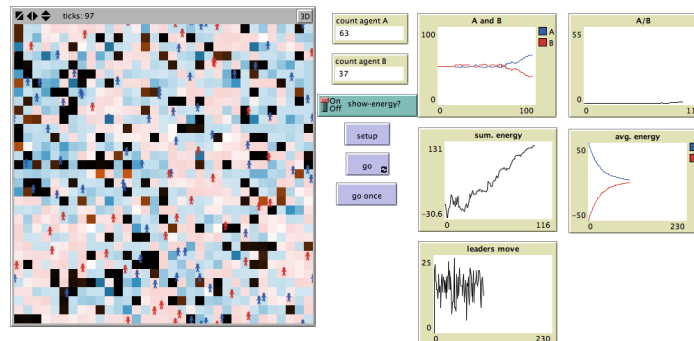 ticks: 97
3D
count agent A
63
count agent B
37
On
Off
show-energy?
setup
go
go once
A and B
100
0
0
100
A
B
A/B
55
0
0
11
sum. energy
131
-30.6
0
116
avg. energy
50
-50
0
230
leaders move
25
0
0
230